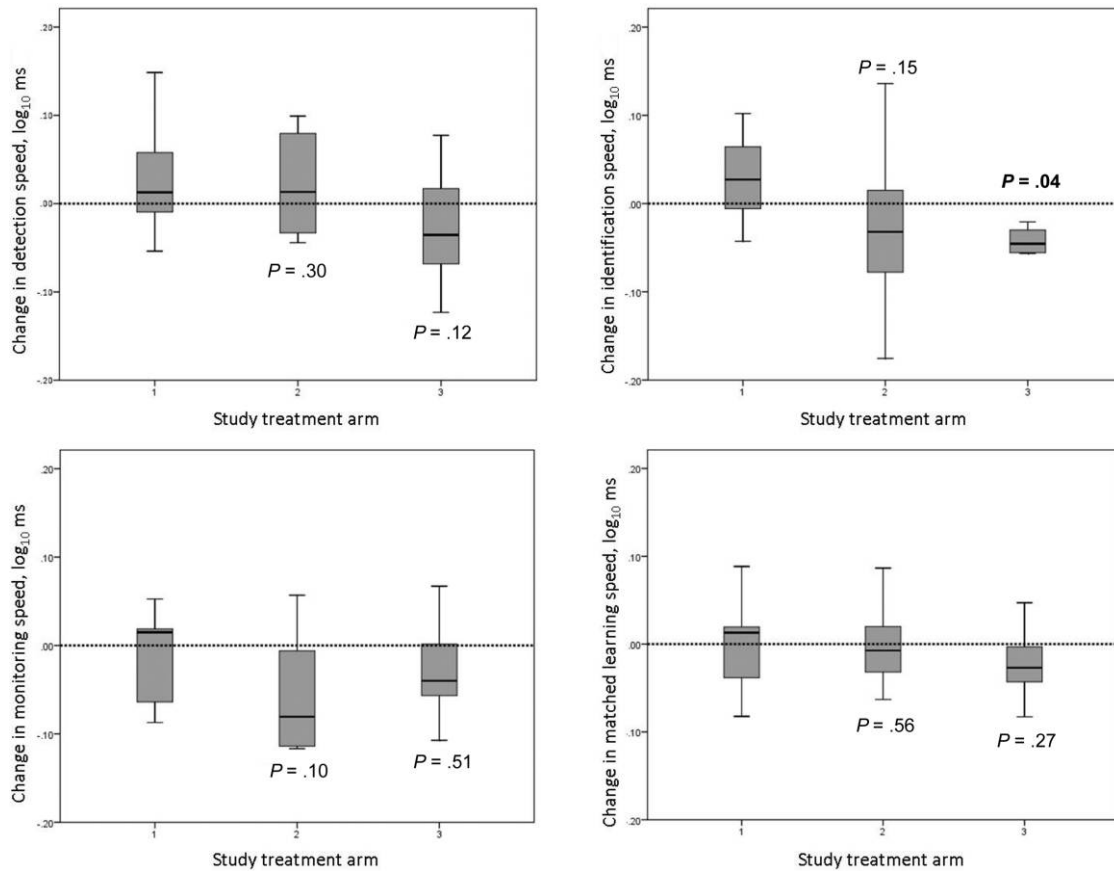 Change in detection speed, log₁₀ ms
.20
.10
.00
-.10
-.20
P = .30
P = .12
1
2
3
Study treatment arm
Change in identification speed, log₁₀ ms
.20
.10
.00
-.10
-.20
P = .15
P = .04
1
2
3
Study treatment arm
Change in monitoring speed, log₁₀ ms
.20
.10
.00
-.10
-.20
P = .10
P = .51
1
2
3
Study treatment arm
Change in matched learning speed, log₁₀ ms
.20
.10
.00
-.10
-.20
P = .56
P = .27
1
2
3
Study treatment arm